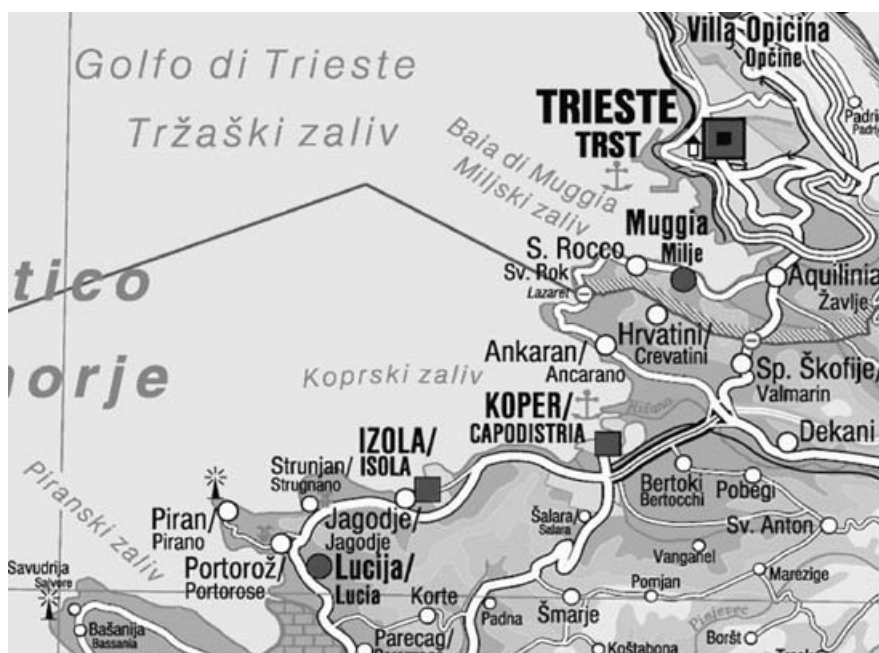 Golfo di Trieste
Tržaški zaliv
Villa Opicina
Opčine
TRIESTE
TRST
Baia di Muggia
Miljski zaliv
Muggia
Milje
S. Rocco
Sv. Rok
Lazaret
Aquilinia
Žavlje
tico
Hrvatini/
Crevatini
Ankaran/
Ancarano
Sp. Škofije/
Valmarin
orje
Koprski zaliv
KOPER/
CAPODISTRIA
Rižana
Dekani
IZOLA/
ISOLA
Strunjan/
Strugnano
Bertoki
Bertocchi
Pobegi
Piranski zaliv
Piran/
Pirano
Jagodje/
Jagodje
Šalara/
Salara
Sv. Anton
Vanganel
Portorož/
Portorose
Lucija/
Lucia
Savudrija
Salvore
Korte
Padna
Šmarje
Pomjan
Marezige
Bašanija
Bassania
Parecag/
Pinjevec
Boršt
Koštabona